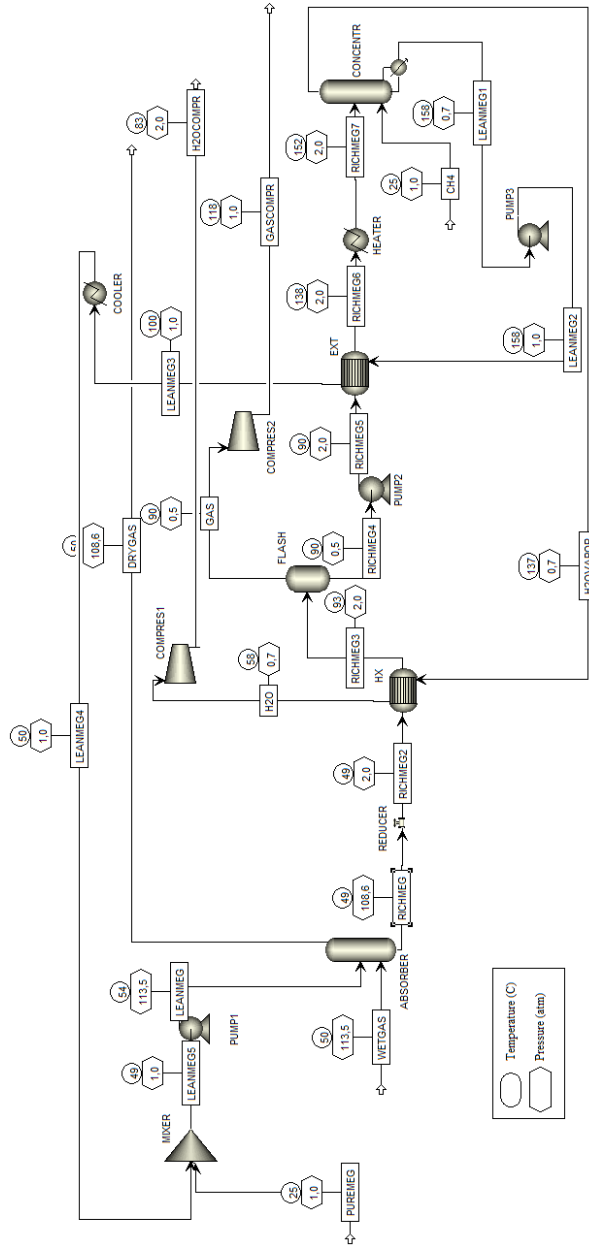 50
1,0
LEANMEG4
50
108,6
DRYGAS
83
2,0
H2OCOMPR
COOLER
100
1,0
LEANMEG3
54
113,5
LEANMEG
49
1,0
LEANMEG5
MIXER
PUMP1
COMPRES1
90
0,5
GAS
118
1,0
GASCOMPR
COMPRES2
25
1,0
PUREMEG
58
0,7
H2O
FLASH
93
2,0
RICHMEG3
90
0,5
RICHMEG4
PUMP2
90
2,0
RICHMEG5
EXT
138
2,0
RICHMEG6
HEATER
152
2,0
RICHMEG7
CONCENTR
50
113,5
WETGAS
ABSORBER
49
108,6
RICHMEG
REDUCER
49
2,0
RICHMEG2
HX
25
1,0
CH4
158
0,7
LEANMEG1
PUMP3
158
1,0
LEANMEG2
137
0,7
H2OVAPOR
Temperature (C)
Pressure (atm)